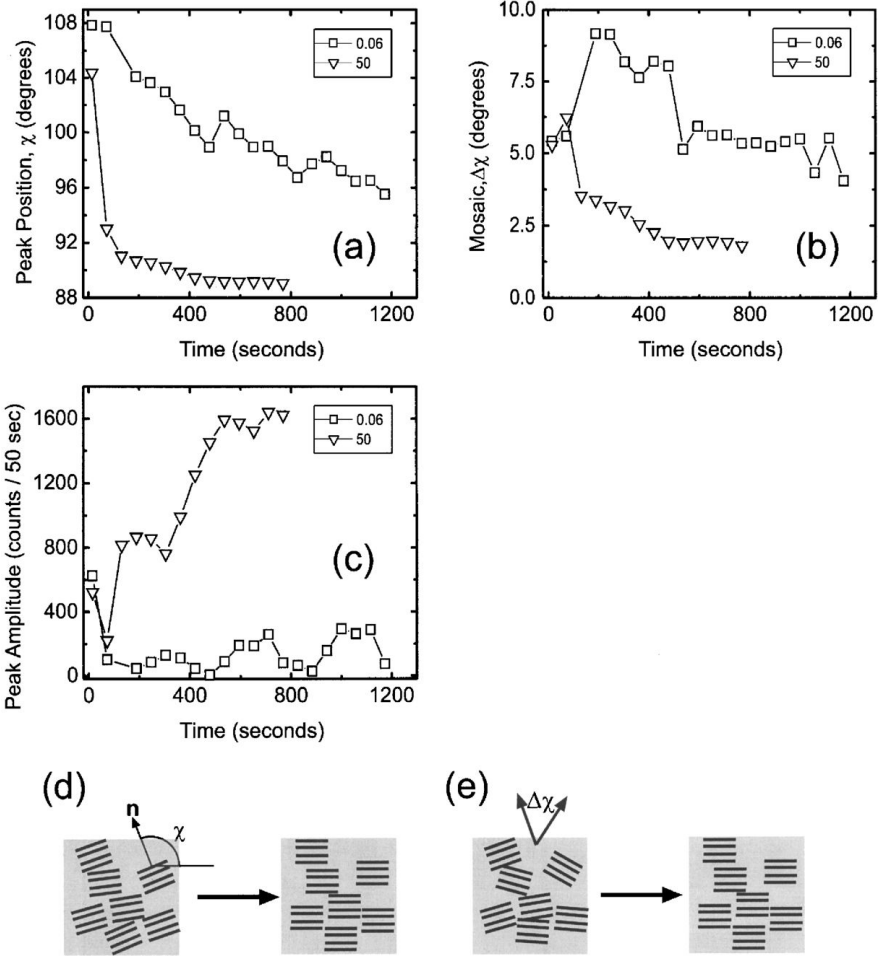 108
104
100
96
92
88
Peak Position, χ (degrees)
0.06
50
(a)
0 400 800 1200
Time (seconds)
10.0
7.5
5.0
2.5
0.0
Mosaic,Δχ (degrees)
0.06
50
(b)
0 400 800 1200
Time (seconds)
1600
1200
800
400
0
Peak Amplitude (counts / 50 sec)
0.06
50
(c)
0 400 800 1200
Time (seconds)
(d)
n
χ
(e)
Δχ